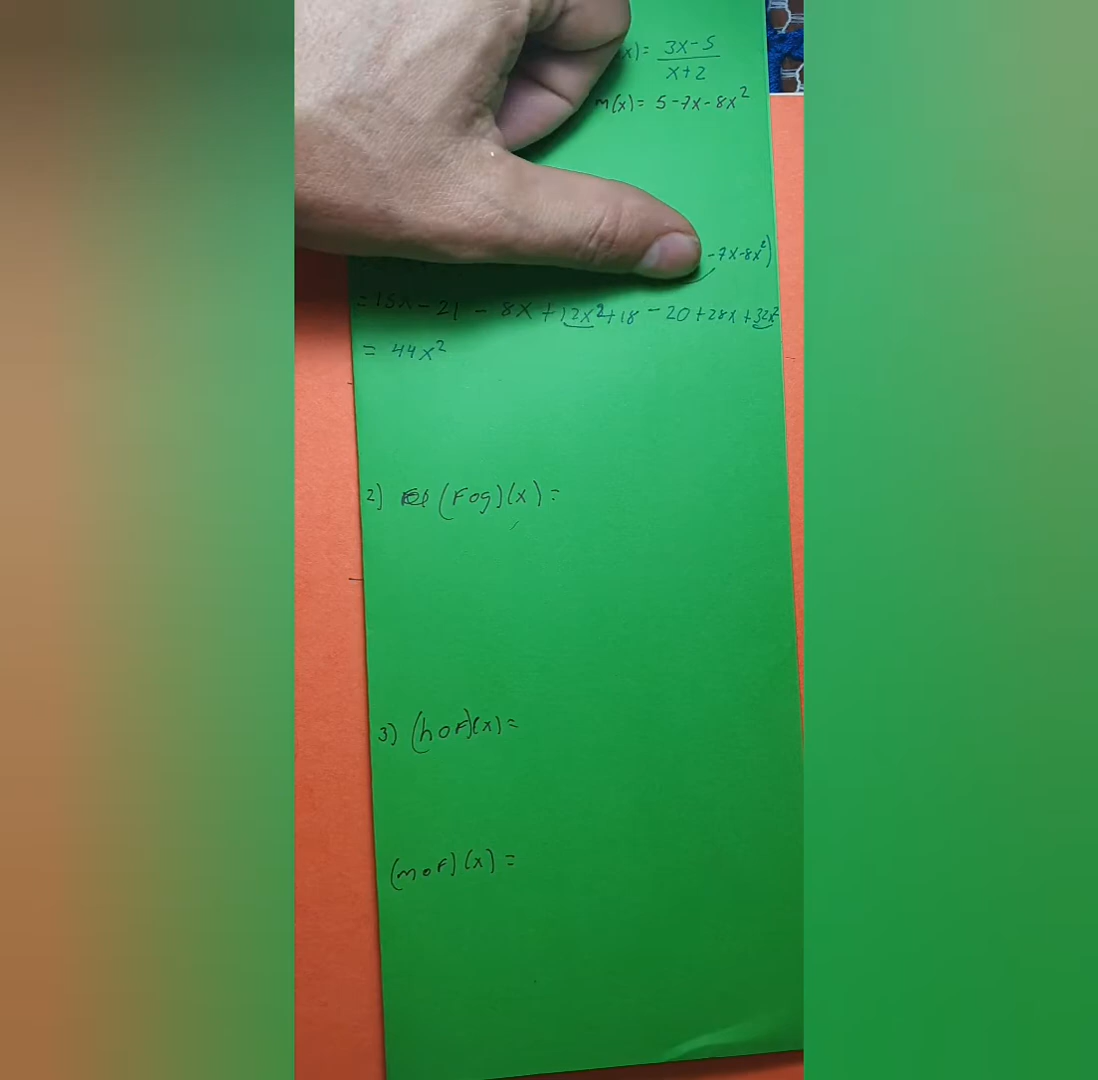 x) = 3x-5 / x+2
m(x) = 5-7x-8x²
-7x-8x²)
= 15x-21 - 8x+12x²+18 - 20+28x+32x²
= 44x²
2) (Fog)(x) =
3) (hoF)(x) =
(moF)(x) =